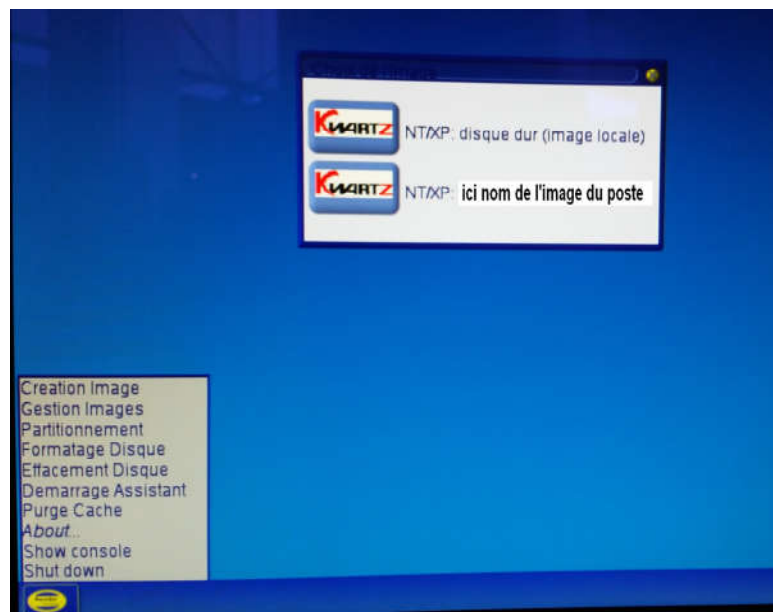 KWARTZ
NT/XP: disque dur (image locale)
KWARTZ
NT/XP: ici nom de l'image du poste
Creation Image
Gestion Images
Partitionnement
Formatage Disque
Effacement Disque
Demarrage Assistant
Purge Cache
About...
Show console
Shut down